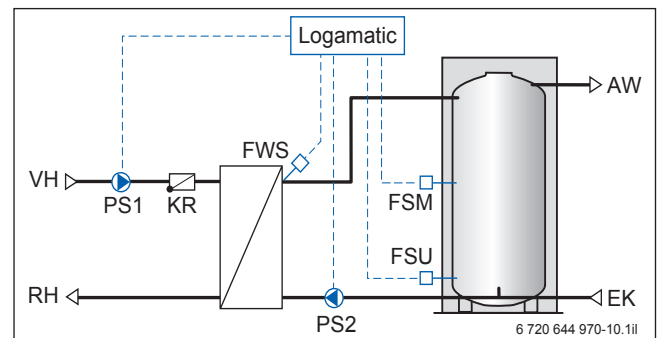 Logamatic
AW
FWS
VH
PS1
KR
FSM
FSU
RH
PS2
EK
6 720 644 970-10.1il